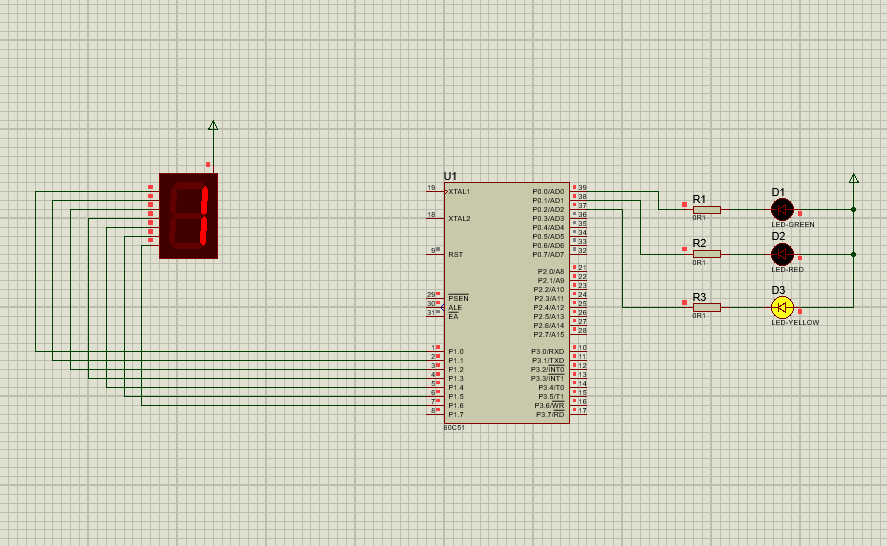 U1
19 XTAL1 P0.0/AD0 39
P0.1/AD1 38
P0.2/AD2 37
18 XTAL2 P0.3/AD3 36
P0.4/AD4 35
P0.5/AD5 34
P0.6/AD6 33
9 RST P0.7/AD7 32
P2.0/A8 21
P2.1/A9 22
P2.2/A10 23
29 PSEN P2.3/A11 24
30 ALE P2.4/A12 25
31 EA P2.5/A13 26
P2.6/A14 27
P2.7/A15 28
1 P1.0 P3.0/RXD 10
2 P1.1 P3.1/TXD 11
3 P1.2 P3.2/INT0 12
4 P1.3 P3.3/INT1 13
5 P1.4 P3.4/T0 14
6 P1.5 P3.5/T1 15
7 P1.6 P3.6/WR 16
8 P1.7 P3.7/RD 17
80C51
R1
0R1
D1
LED-GREEN
R2
0R1
D2
LED-RED
R3
0R1
D3
LED-YELLOW
1